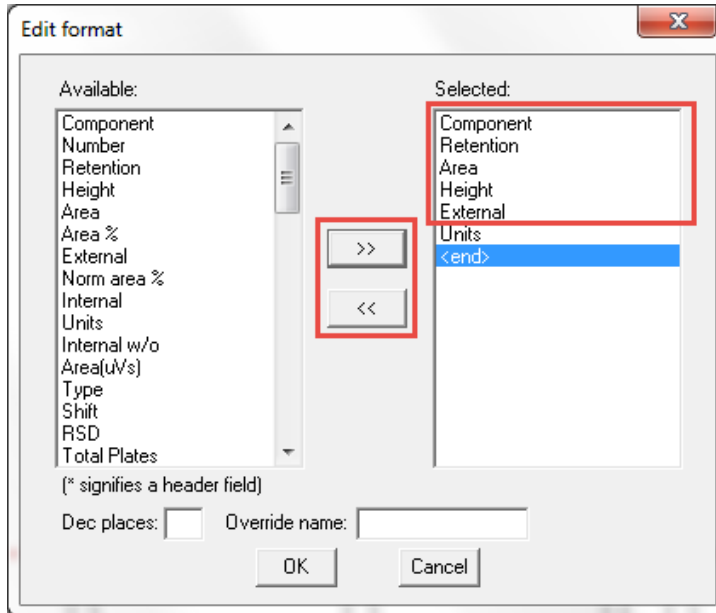 Edit format
Available:
Component
Number
Retention
Height
Area
Area %
External
Norm area %
Internal
Units
Internal w/o
Area(uVs)
Type
Shift
RSD
Total Plates
(* signifies a header field)
>>
<<
Selected:
Component
Retention
Area
Height
External
Units
<end>
Dec places:
Override name:
OK
Cancel